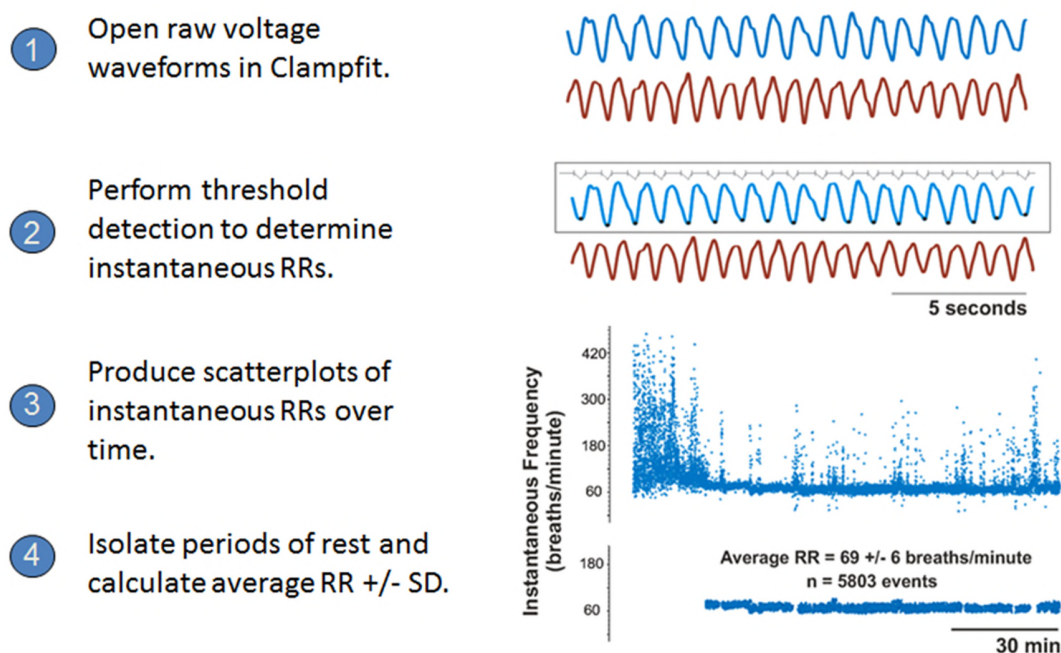 1
Open raw voltage
waveforms in Clampfit.
2
Perform threshold
detection to determine
instantaneous RRs.
5 seconds
3
Produce scatterplots of
instantaneous RRs over
time.
4
Isolate periods of rest and
calculate average RR +/- SD.
Instantaneous Frequency
(breaths/minute)
420
300
180
60
180
60
Average RR = 69 +/- 6 breaths/minute
n = 5803 events
30 min